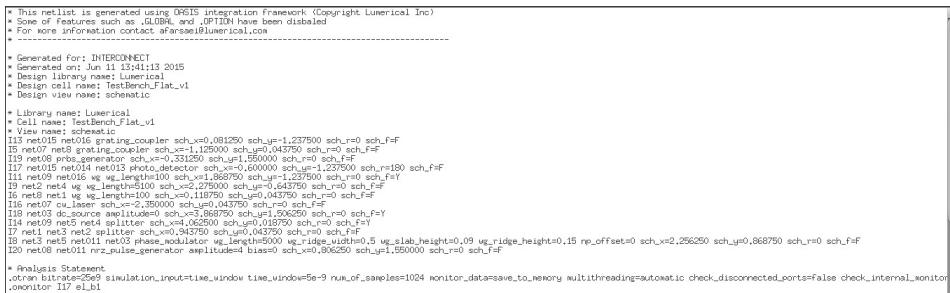 * This netlist is generated using OASIS integration framework (Copyright Lumerical Inc)
* Some of features such as .GLOBAL and .OPTION have been disbaled
* For more information contact afarsaei@lumerical.com
* --------------------------------------------------------------------------------
* Generated for: INTERCONNECT
* Generated on: Jun 11 13:41:13 2015
* Design library name: Lumerical
* Design cell name: TestBench_Flat_v1
* Design view name: schematic
* Library name: Lumerical
* Cell name: TestBench_Flat_v1
* View name: schematic
I13 net015 net016 grating_coupler sch_x=0.081250 sch_y=-1.237500 sch_r=0 sch_f=F
I5 net07 net8 grating_coupler sch_x=-1.125000 sch_y=0.043750 sch_r=0 sch_f=F
I19 net08 prbs_generator sch_x=-0.331250 sch_y=1.550000 sch_r=0 sch_f=F
I17 net015 net014 net013 photo_detector sch_x=-0.600000 sch_y=-1.237500 sch_r=180 sch_f=F
I11 net09 net016 wg wg_length=100 sch_x=1.868750 sch_y=-1.237500 sch_r=0 sch_f=Y
I9 net2 net4 wg wg_length=5100 sch_x=2.275000 sch_y=-0.643750 sch_r=0 sch_f=F
I6 net8 net1 wg wg_length=100 sch_x=0.118750 sch_y=0.043750 sch_r=0 sch_f=F
I16 net07 cw_laser sch_x=-2.350000 sch_y=0.043750 sch_r=0 sch_f=F
I18 net03 dc_source amplitude=0 sch_x=3.868750 sch_y=1.506250 sch_r=0 sch_f=Y
I14 net09 net5 net4 splitter sch_x=4.062500 sch_y=0.018750 sch_r=0 sch_f=Y
I7 net1 net3 net2 splitter sch_x=0.943750 sch_y=0.043750 sch_r=0 sch_f=F
I8 net3 net5 net011 net03 phase_modulator wg_length=5000 wg_ridge_width=0.5 wg_slab_height=0.09 wg_ridge_height=0.15 np_offset=0 sch_x=2.256250 sch_y=0.868750 sch_r=0 sch_f=F
I20 net08 net011 nrz_pulse_generator amplitude=4 bias=0 sch_x=0.806250 sch_y=1.550000 sch_r=0 sch_f=F
* Analysis Statement
.otran bitrate=25e9 simulation_input=time_window time_window=5e-9 num_of_samples=1024 monitor_data=save_to_memory multithreading=automatic check_disconnected_ports=false check_internal_monitor
.omonitor I17 el_b1